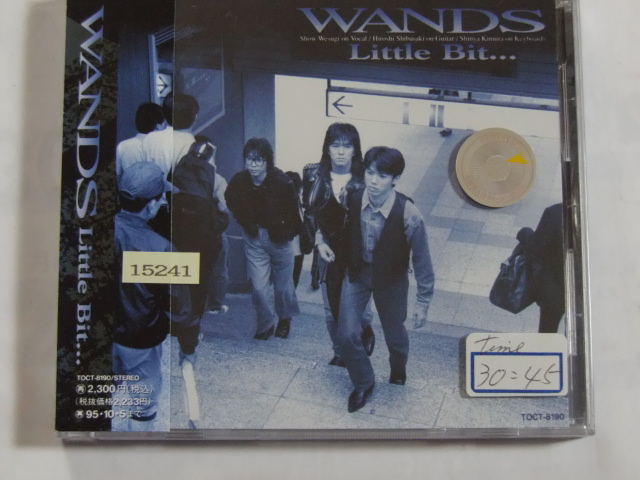 WANDS
Show Wesugi on Vocal / Hiroshi Shibasaki on Guitar / Shinya Kimura on Keyboards
Little Bit...
WANDS Little Bit...
15241
TOCT-8190/STEREO
2,300円(税込)
(税抜価格2,233円)
95・10・5まで
Time
30=45
TOCT-8190